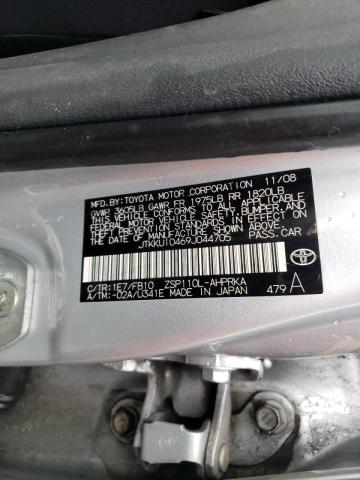 MFD. BY: TOYOTA MOTOR CORPORATION 11/08
GVWR 3405LB GAWR FR 1975LB RR 1820LB
THIS VEHICLE CONFORMS TO ALL APPLICABLE
FEDERAL MOTOR VEHICLE SAFETY, BUMPER, AND
THEFT PREVENTION STANDARDS IN EFFECT ON THE
DATE OF MANUFACTURE SHOWN ABOVE.
JTKKU10469J044705 PASS.CAR
C/TR:1E7/FB10 ZSP110L-AHPRKA
A/TM:-02A/U341E MADE IN JAPAN 479 A